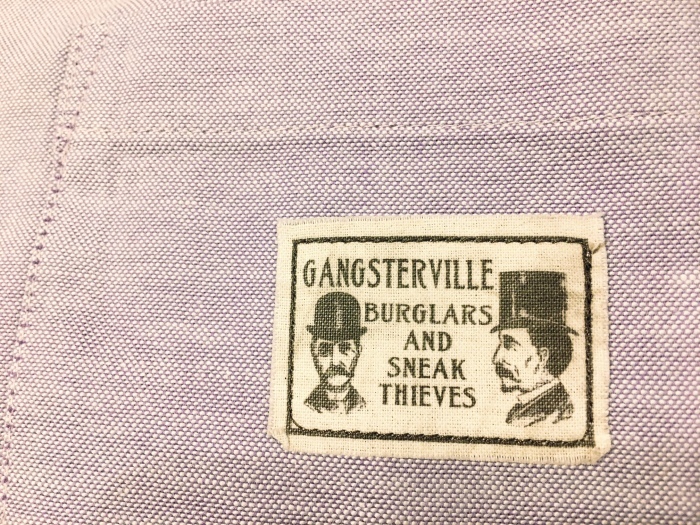 GANGSTERVILLE
BURGLARS
AND
SNEAK
THIEVES